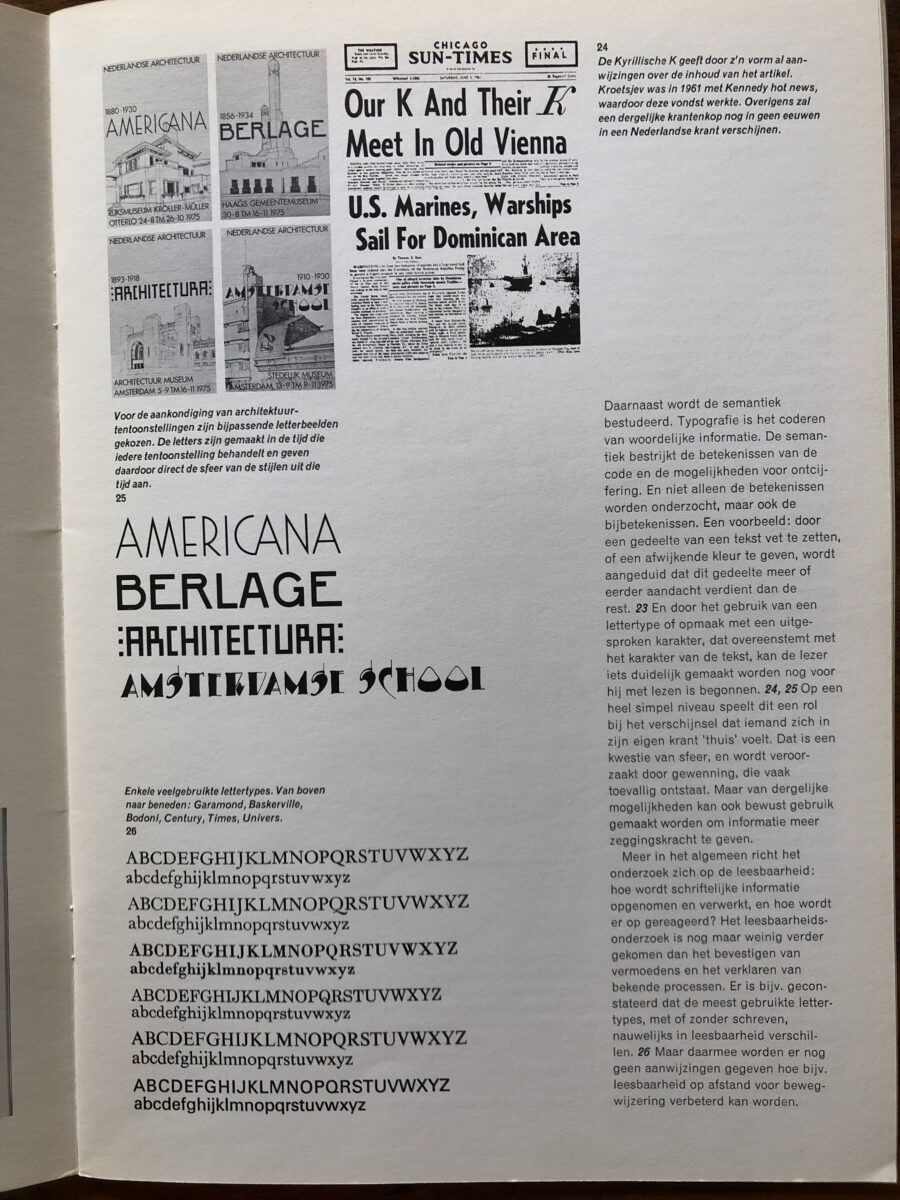 NEDERLANDSE ARCHITECTUUR
1880-1930
AMERICANA
RIJKSMUSEUM KRÖLLER-MÜLLER
OTTERLO 24-8 TM 26-10 1975
NEDERLANDSE ARCHITECTUUR
1856-1934
BERLAGE
HAAGS GEMEENTEMUSEUM
30-8 TM 16-11 1975
NEDERLANDSE ARCHITECTUUR
1893-1918
ARCHITECTURA
ARCHITECTUUR MUSEUM
AMSTERDAM 5-9 TM 16-11 1975
NEDERLANDSE ARCHITECTUUR
1910-1930
AMSTERDAMSE
SCHOOL
STEDELIJK MUSEUM
AMSTERDAM 13-9 TM 9-11 1975
THE WEATHER
CHICAGO
SUN-TIMES
FINAL
Our K And Their К
Meet In Old Vienna
U.S. Marines, Warships
Sail For Dominican Area
24
De Kyrillische K geeft door z'n vorm al aan-
wijzingen over de inhoud van het artikel.
Kroetsjev was in 1961 met Kennedy hot news,
waardoor deze vondst werkte. Overigens zal
een dergelijke krantenkop nog in geen eeuwen
in een Nederlandse krant verschijnen.
Voor de aankondiging van architektuur-
tentoonstellingen zijn bijpassende letterbeelden
gekozen. De letters zijn gemaakt in de tijd die
iedere tentoonstelling behandelt en geven
daardoor direct de sfeer van de stijlen uit die
tijd aan.
25
AMERICANA
BERLAGE
:ARCHITECTURA:
AMSTERDAMSE SCHOOL
Enkele veelgebruikte lettertypes. Van boven
naar beneden: Garamond, Baskerville,
Bodoni, Century, Times, Univers.
26
ABCDEFGHIJKLMNOPQRSTUVWXYZ
abcdefghijklmnopqrstuvwxyz
ABCDEFGHIJKLMNOPQRSTUVWXYZ
abcdefghijklmnopqrstuvwxyz
ABCDEFGHIJKLMNOPQRSTUVWXYZ
abcdefghijklmnopqrstuvwxyz
ABCDEFGHIJKLMNOPQRSTUVWXYZ
abcdefghijklmnopqrstuvwxyz
ABCDEFGHIJKLMNOPQRSTUVWXYZ
abcdefghijklmnopqrstuvwxyz
ABCDEFGHIJKLMNOPQRSTUVWXYZ
abcdefghijklmnopqrstuvwxyz
Daarnaast wordt de semantiek
bestudeerd. Typografie is het coderen
van woordelijke informatie. De seman-
tiek bestrijkt de betekenissen van de
code en de mogelijkheden voor ontcij-
fering. En niet alleen de betekenissen
worden onderzocht, maar ook de
bijbetekenissen. Een voorbeeld: door
een gedeelte van een tekst vet te zetten,
of een afwijkende kleur te geven, wordt
aangeduid dat dit gedeelte meer of
eerder aandacht verdient dan de
rest. 23 En door het gebruik van een
lettertype of opmaak met een uitge-
sproken karakter, dat overeenstemt met
het karakter van de tekst, kan de lezer
iets duidelijk gemaakt worden nog voor
hij met lezen is begonnen. 24, 25 Op een
heel simpel niveau speelt dit een rol
bij het verschijnsel dat iemand zich in
zijn eigen krant 'thuis' voelt. Dat is een
kwestie van sfeer, en wordt veroor-
zaakt door gewenning, die vaak
toevallig ontstaat. Maar van dergelijke
mogelijkheden kan ook bewust gebruik
gemaakt worden om informatie meer
zeggingskracht te geven.
Meer in het algemeen richt het
onderzoek zich op de leesbaarheid:
hoe wordt schriftelijke informatie
opgenomen en verwerkt, en hoe wordt
er op gereageerd? Het leesbaarheids-
onderzoek is nog maar weinig verder
gekomen dan het bevestigen van
vermoedens en het verklaren van
bekende processen. Er is bijv. gecon-
stateerd dat de meest gebruikte letter-
types, met of zonder schreven,
nauwelijks in leesbaarheid verschil-
len. 26 Maar daarmee worden er nog
geen aanwijzingen gegeven hoe bijv.
leesbaarheid op afstand voor beweg-
wijzering verbeterd kan worden.